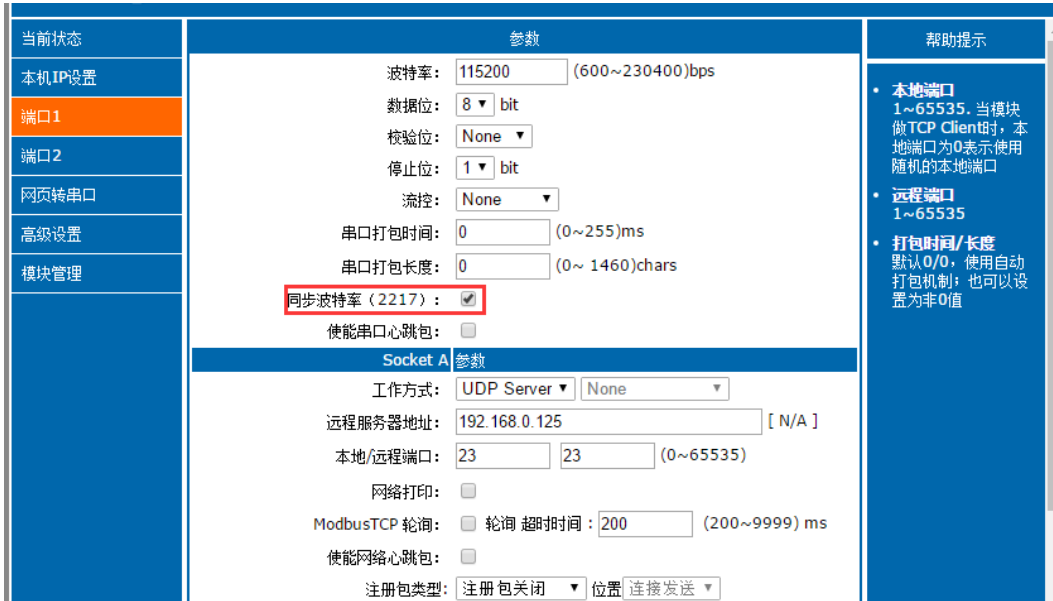 当前状态
本机IP设置
端口1
端口2
网页转串口
高级设置
模块管理
参数
波特率： 115200 (600~230400)bps
数据位： 8 bit
校验位： None
停止位： 1 bit
流控： None
串口打包时间： 0 (0~255)ms
串口打包长度： 0 (0~ 1460)chars
同步波特率（2217）：
使能串口心跳包：
Socket A 参数
工作方式： UDP Server None
远程服务器地址： 192.168.0.125 [ N/A ]
本地/远程端口： 23 23 (0~65535)
网络打印：
ModbusTCP 轮询： 轮询 超时时间：200 (200~9999) ms
使能网络心跳包：
注册包类型： 注册包关闭 位置 连接发送
帮助提示
• 本地端口
1~65535. 当模块
做TCP Client时，本
地端口为0表示使用
随机的本地端口
• 远程端口
1~65535
• 打包时间/长度
默认0/0，使用自动
打包机制；也可以设
置为非0值